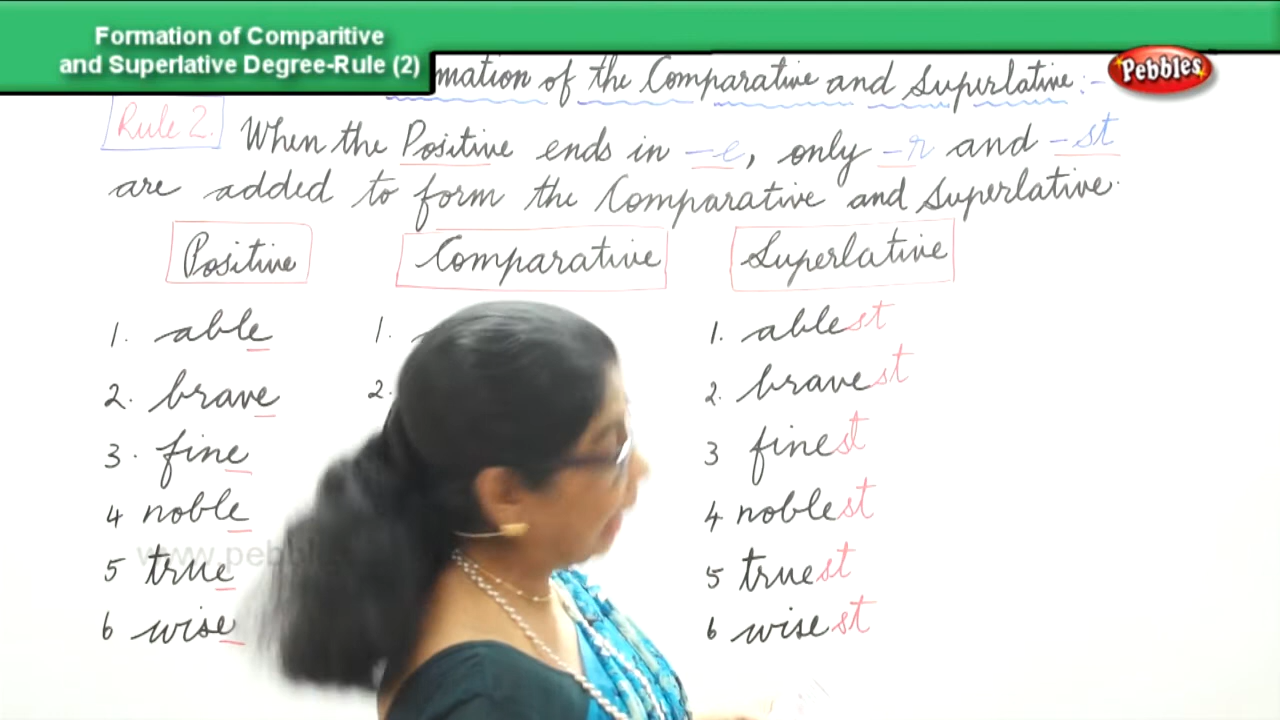 Formation of Comparitive
and Superlative Degree-Rule (2)
Pebbles
mation of the Comparative and Superlative:-
Rule 2. When the Positive ends in -e, only -r and -st
are added to form the Comparative and Superlative.
Positive Comparative Superlative
1. able 1. 1. ablest
2. brave 2. 2. bravest
3. fine 3 finest
4 noble 4 noblest
5 true 5 truest
6 wise 6 wisest